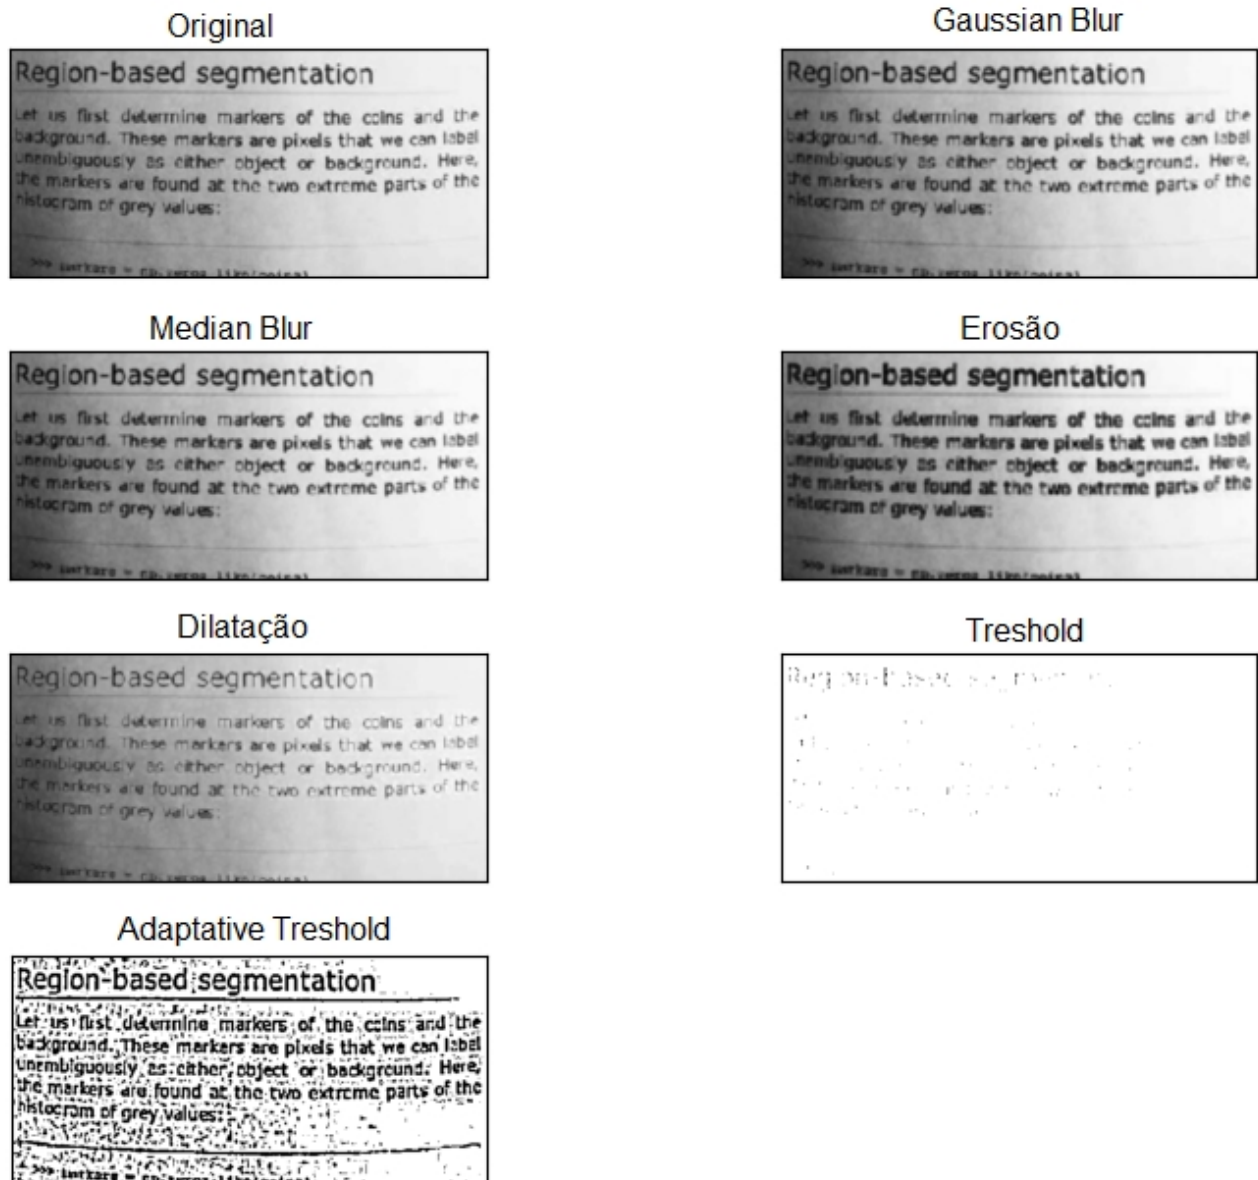 Original
Region-based segmentation
Let us first determine markers of the coins and the
background. These markers are pixels that we can label
unambiguously as either object or background. Here,
the markers are found at the two extreme parts of the
histogram of grey values:
Gaussian Blur
Region-based segmentation
Let us first determine markers of the coins and the
background. These markers are pixels that we can label
unambiguously as either object or background. Here,
the markers are found at the two extreme parts of the
histogram of grey values:
Median Blur
Region-based segmentation
Let us first determine markers of the coins and the
background. These markers are pixels that we can label
unambiguously as either object or background. Here,
the markers are found at the two extreme parts of the
histogram of grey values:
Erosão
Region-based segmentation
Let us first determine markers of the coins and the
background. These markers are pixels that we can label
unambiguously as either object or background. Here,
the markers are found at the two extreme parts of the
histogram of grey values:
Dilatação
Region-based segmentation
Let us first determine markers of the coins and the
background. These markers are pixels that we can label
unambiguously as either object or background. Here,
the markers are found at the two extreme parts of the
histogram of grey values:
Treshold
Adaptative Treshold
Region-based segmentation
Let us first determine markers of the coins and the
background. These markers are pixels that we can label
unambiguously as either object or background. Here,
the markers are found at the two extreme parts of the
histogram of grey values: